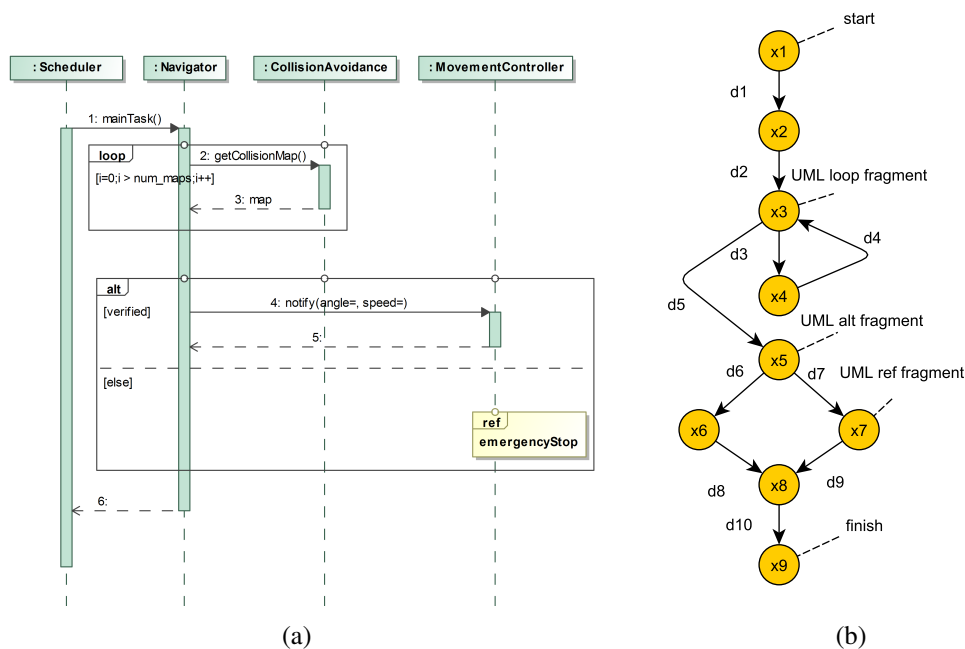 : Scheduler
: Navigator
: CollisionAvoidance
: MovementController
1: mainTask()
loop
2: getCollisionMap()
[i=0;i > num_maps;i++]
3: map
alt
4: notify(angle=, speed=)
[verified]
5:
[else]
ref
emergencyStop
6:
(a)
start
x1
d1
x2
d2
UML loop fragment
x3
d3
d4
x4
d5
UML alt fragment
x5
d6
d7
UML ref fragment
x6
x7
x8
d8
d9
d10
finish
x9
(b)